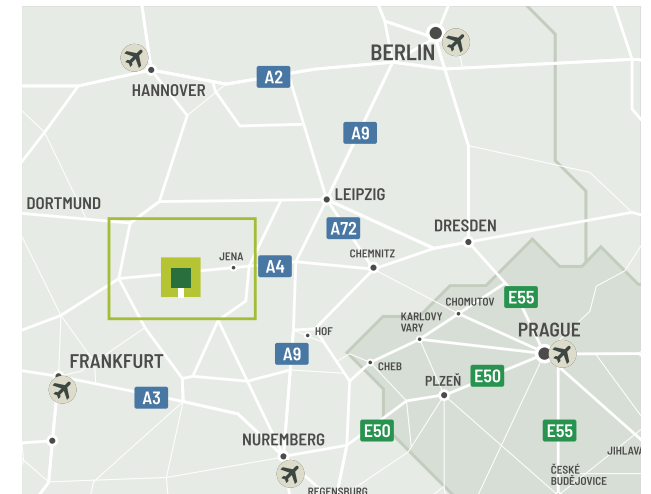 BERLIN
A2
HANNOVER
A9
LEIPZIG
DORTMUND
A72
DRESDEN
JENA
CHEMNITZ
A4
E55
CHOMUTOV
KARLOVY
VARY
PRAGUE
HOF
A9
FRANKFURT
CHEB
PLZEŇ
E50
A3
E50
E55
NUREMBERG
JIHLAVA
ČESKÉ
BUDĚJOVICE
REGENSBURG